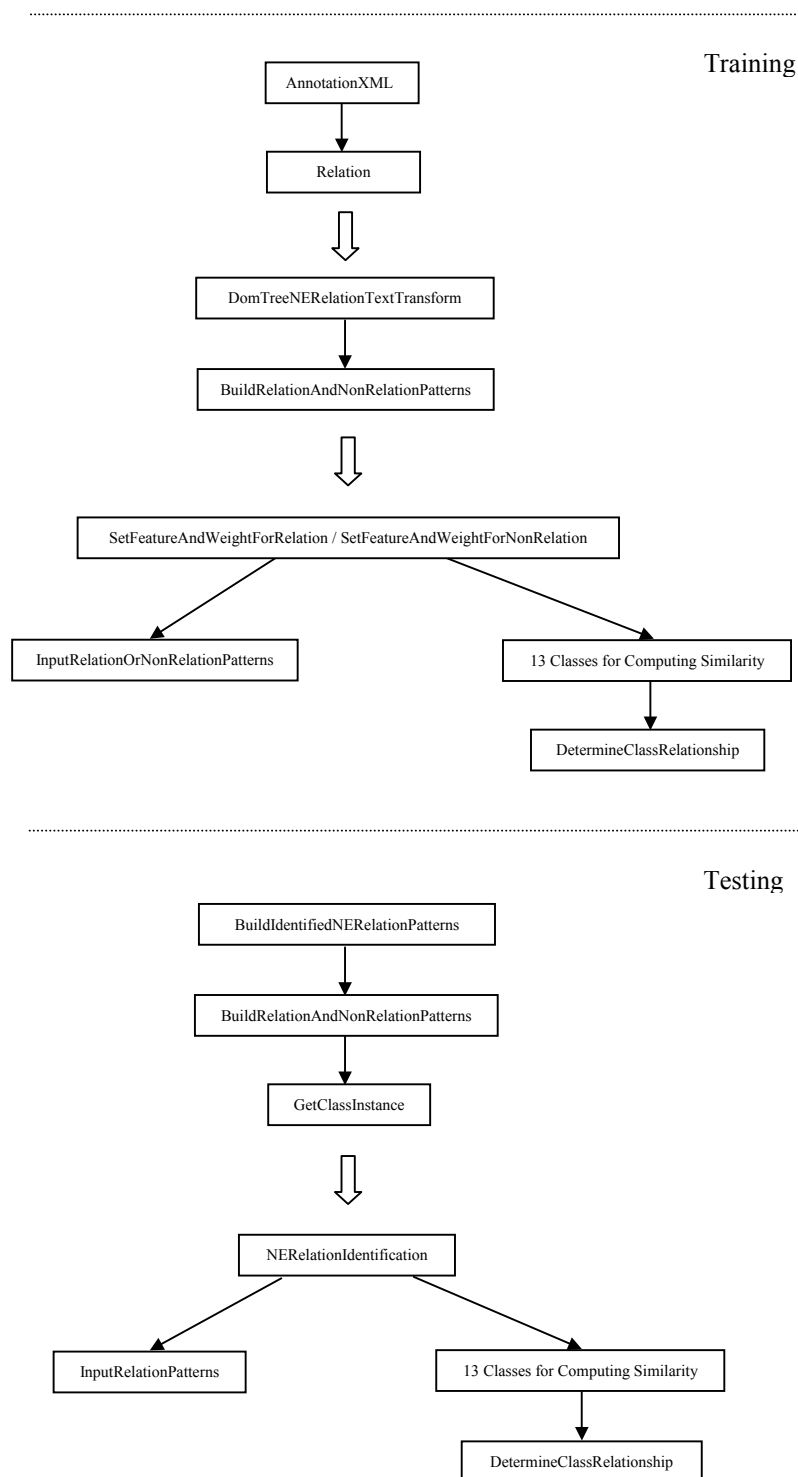 Training
AnnotationXML
Relation
DomTreeNERelationTextTransform
BuildRelationAndNonRelationPatterns
SetFeatureAndWeightForRelation / SetFeatureAndWeightForNonRelation
InputRelationOrNonRelationPatterns
13 Classes for Computing Similarity
DetermineClassRelationship
Testing
BuildIdentifiedNERelationPatterns
BuildRelationAndNonRelationPatterns
GetClassInstance
NERelationIdentification
InputRelationPatterns
13 Classes for Computing Similarity
DetermineClassRelationship